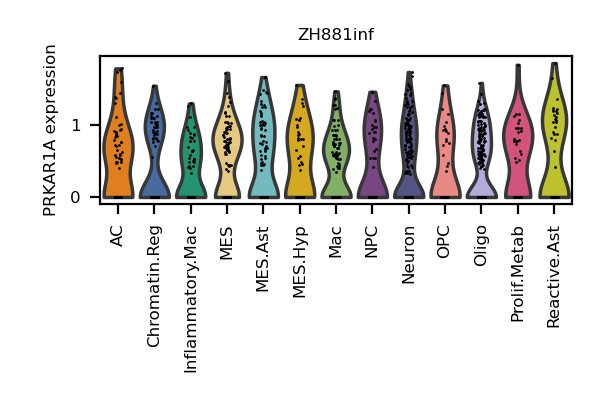 ZH881inf
PRKAR1A expression
1
0
AC
Chromatin.Reg
Inflammatory.Mac
MES
MES.Ast
MES.Hyp
Mac
NPC
Neuron
OPC
Oligo
Prolif.Metab
Reactive.Ast